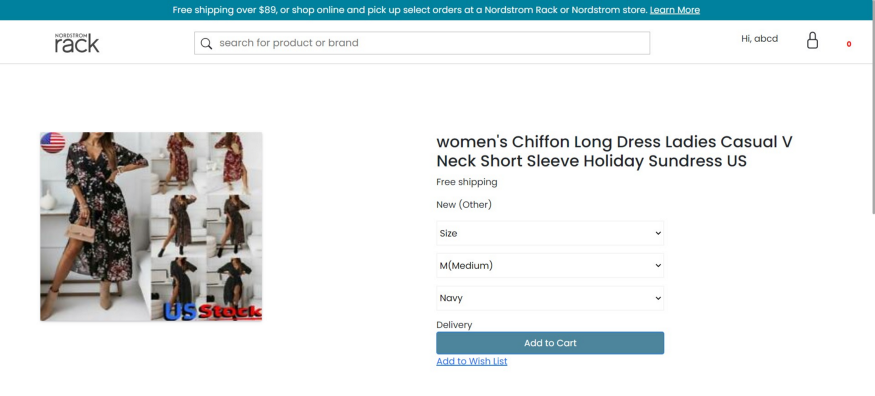 Free shipping over $89, or shop online and pick up select orders at a Nordstrom Rack or Nordstrom store. Learn More
NORDSTROM
rack
search for product or brand
Hi, abcd
0
women's Chiffon Long Dress Ladies Casual V
Neck Short Sleeve Holiday Sundress US
Free shipping
New (Other)
Size
M(Medium)
Navy
Delivery
Add to Cart
Add to Wish List
US Stock